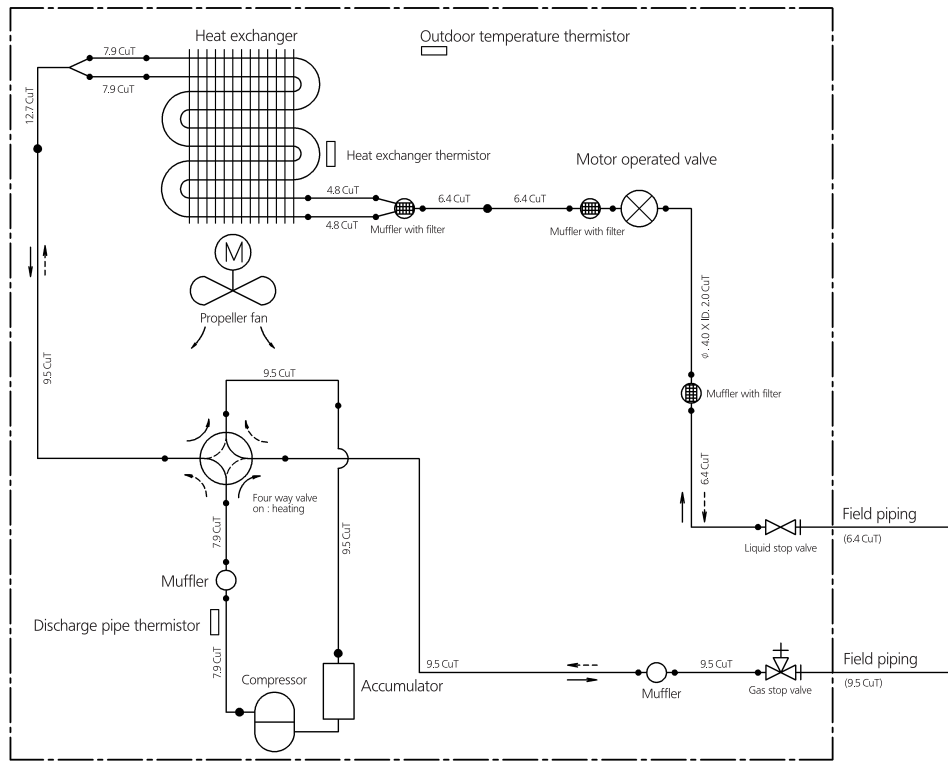 Heat exchanger
Outdoor temperature thermistor
7.9 CuT
7.9 CuT
12.7 CuT
Heat exchanger thermistor
Motor operated valve
4.8 CuT
4.8 CuT
6.4 CuT
6.4 CuT
Muffler with filter
Muffler with filter
M
Propeller fan
φ. 4.0 X ID. 2.0 CuT
9.5 CuT
9.5 CuT
Muffler with filter
6.4 CuT
Four way valve
on : heating
7.9 CuT
9.5 CuT
Field piping
(6.4 CuT)
Liquid stop valve
Muffler
Discharge pipe thermistor
7.9 CuT
Compressor
Accumulator
9.5 CuT
Muffler
9.5 CuT
Gas stop valve
Field piping
(9.5 CuT)